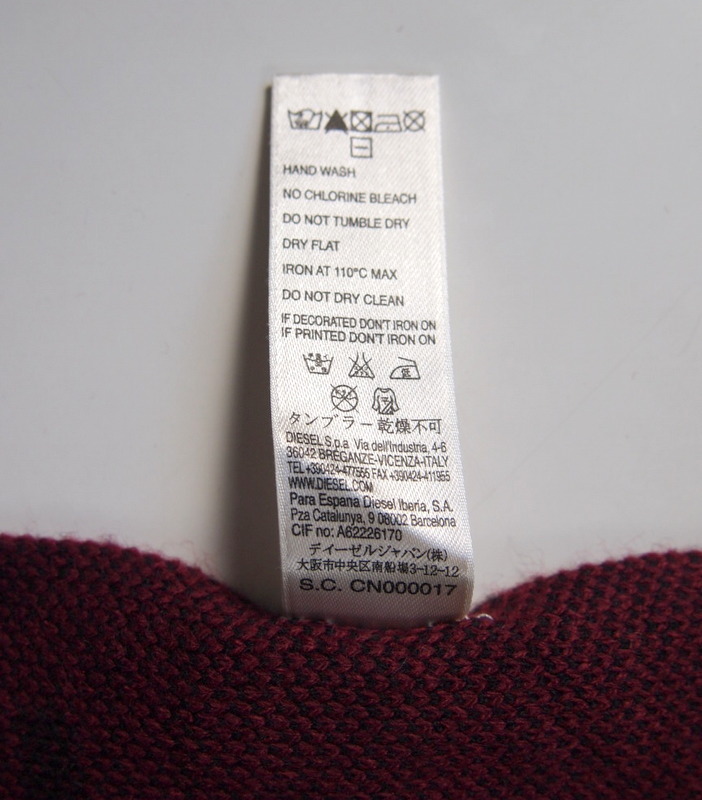 HAND WASH
NO CHLORINE BLEACH
DO NOT TUMBLE DRY
DRY FLAT
IRON AT 110°C MAX
DO NOT DRY CLEAN
IF DECORATED DON'T IRON ON
IF PRINTED DON'T IRON ON
タンブラー乾燥不可
DIESEL S.p.a Via dell'Industria, 4-6
36042 BREGANZE-VICENZA-ITALY
TEL +390424-477555 FAX +390424-411955
WWW.DIESEL.COM
Para Espana Diesel Iberia, S.A.
Pza Catalunya, 9 08002 Barcelona
CIF no: A62226170
ディーゼルジャパン(株)
大阪市中央区南船場3-12-12
S.C. CN000017